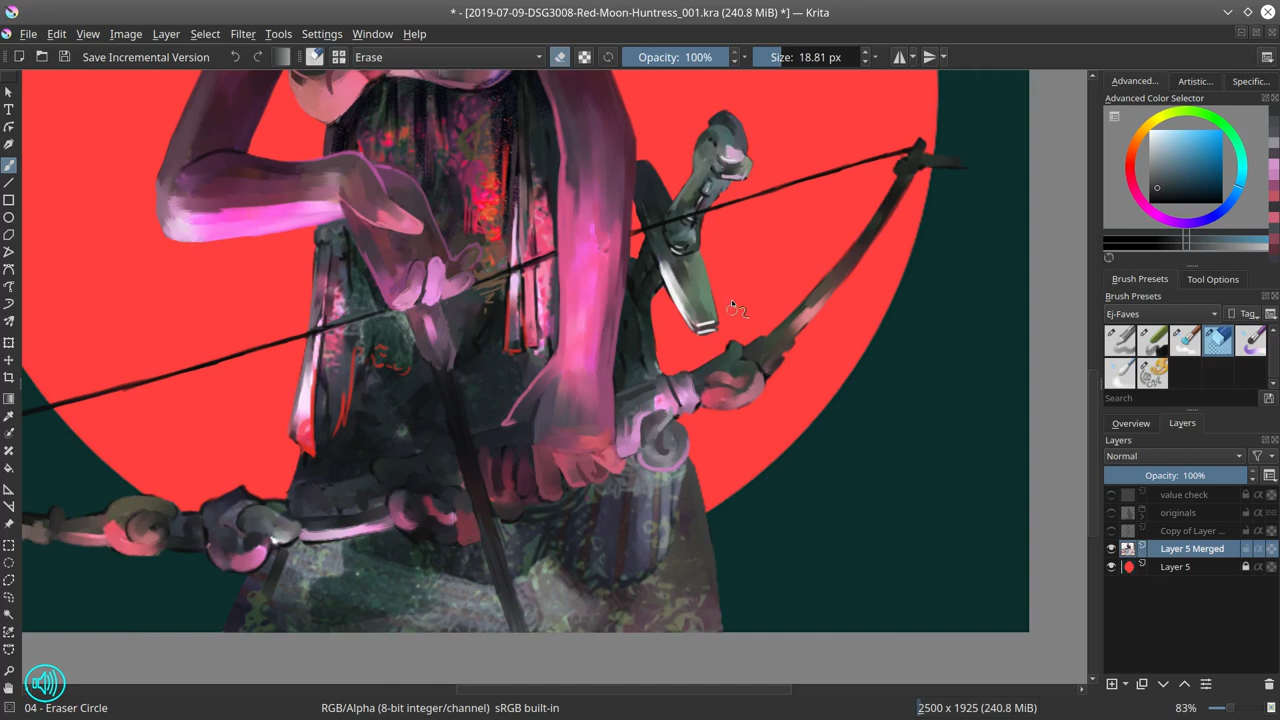 * - [2019-07-09-DSG3008-Red-Moon-Huntress_001.kra (240.8 MiB) *] — Krita
File Edit View Image Layer Select Filter Tools Settings Window Help
Save Incremental Version Erase Opacity: 100% Size: 18.81 px
Advanced... Artistic... Specific...
Advanced Color Selector
Brush Presets Tool Options
Brush Presets
Ej-Faves Tag
Search
Overview Layers
Layers
Normal
Opacity: 100%
value check
originals
Copy of Layer ...
Layer 5 Merged
Layer 5
04 - Eraser Circle RGB/Alpha (8-bit integer/channel) sRGB built-in 2500 x 1925 (240.8 MiB) 83%